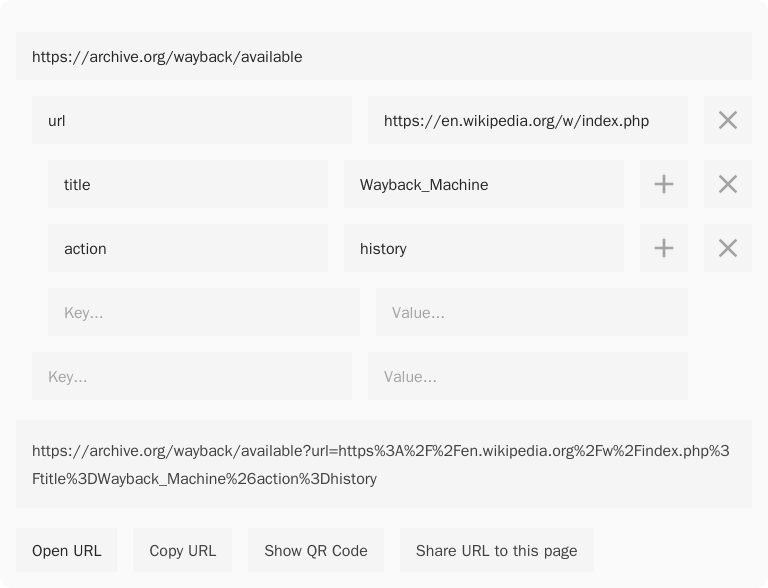 https://archive.org/wayback/available
url https://en.wikipedia.org/w/index.php
title Wayback_Machine
action history
Key... Value...
Key... Value...
https://archive.org/wayback/available?url=https%3A%2F%2Fen.wikipedia.org%2Fw%2Findex.php%3
Ftitle%3DWayback_Machine%26action%3Dhistory
Open URL Copy URL Show QR Code Share URL to this page